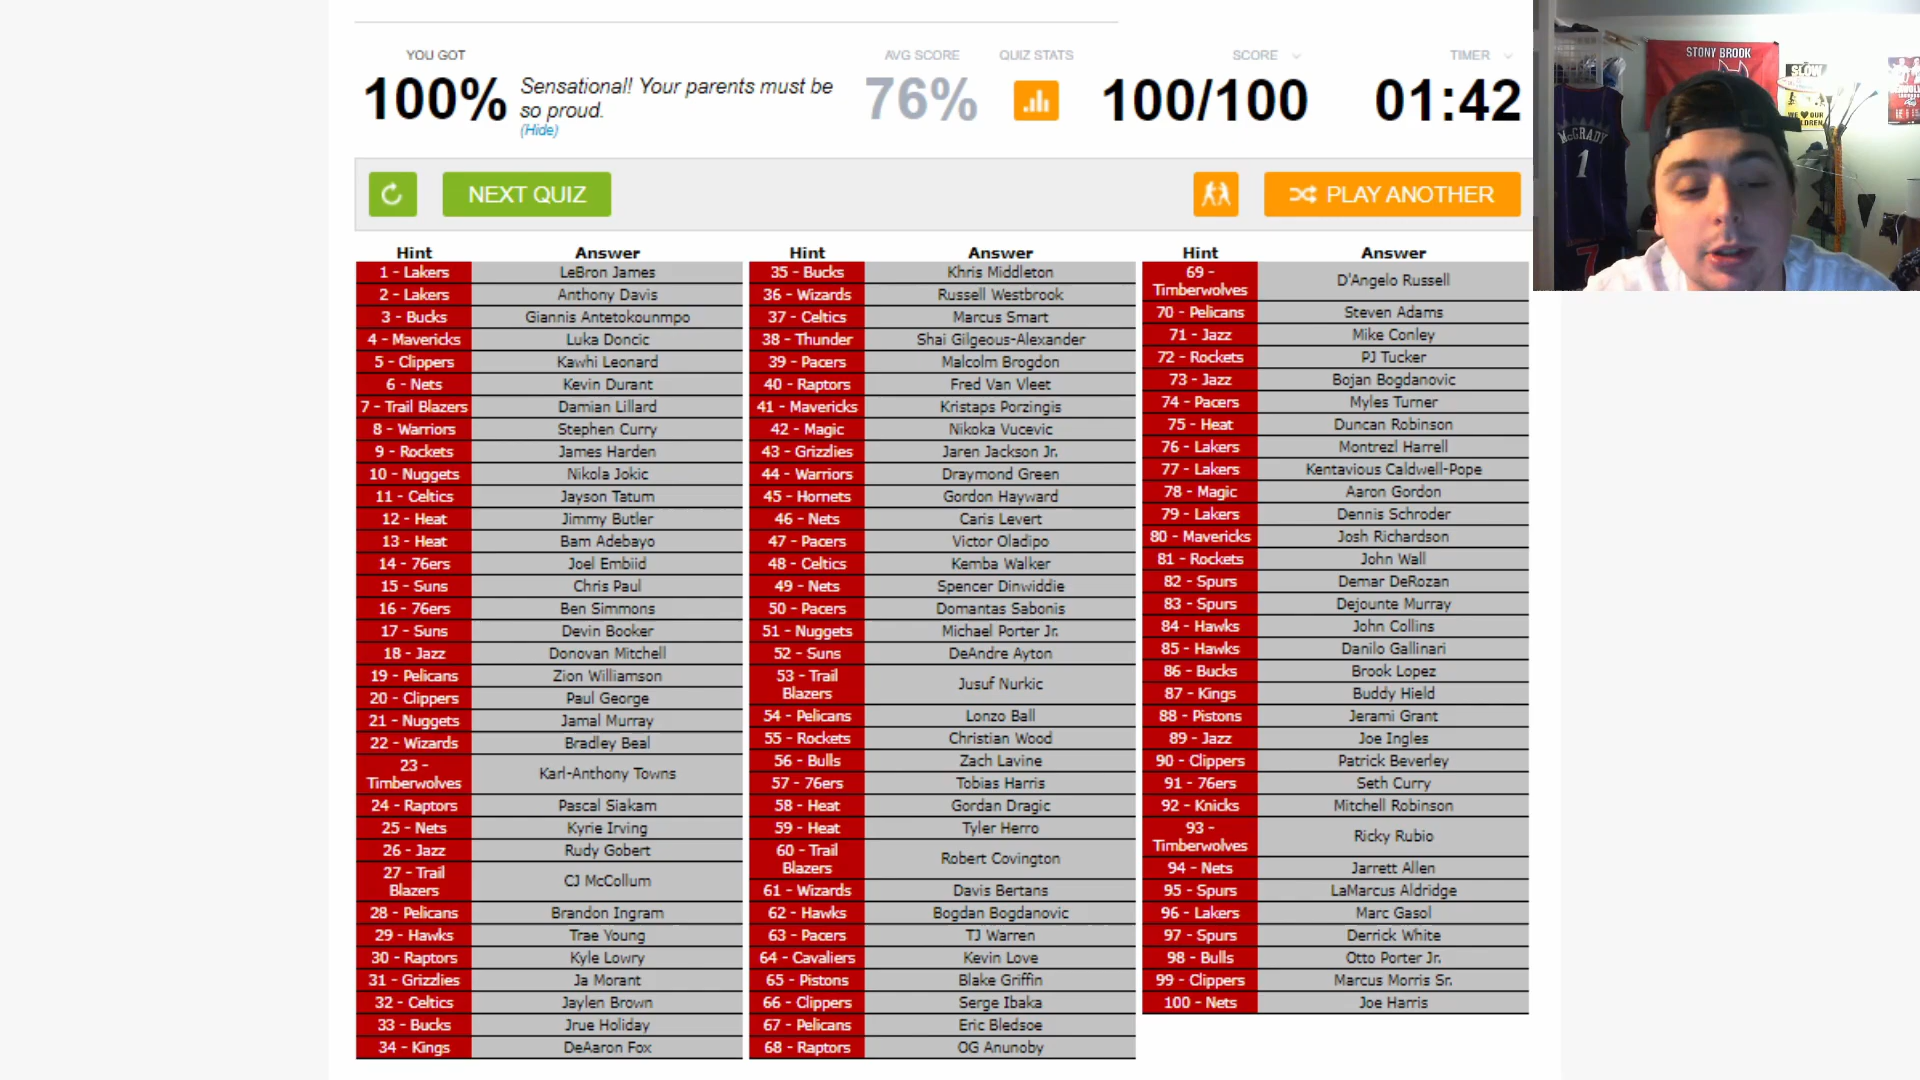 YOU GOT
100%
Sensational! Your parents must be
so proud.
(Hide)
AVG SCORE
76%
QUIZ STATS
SCORE
100/100
TIMER
01:42
NEXT QUIZ
PLAY ANOTHER
Hint Answer
1 - Lakers LeBron James
2 - Lakers Anthony Davis
3 - Bucks Giannis Antetokounmpo
4 - Mavericks Luka Doncic
5 - Clippers Kawhi Leonard
6 - Nets Kevin Durant
7 - Trail Blazers Damian Lillard
8 - Warriors Stephen Curry
9 - Rockets James Harden
10 - Nuggets Nikola Jokic
11 - Celtics Jayson Tatum
12 - Heat Jimmy Butler
13 - Heat Bam Adebayo
14 - 76ers Joel Embiid
15 - Suns Chris Paul
16 - 76ers Ben Simmons
17 - Suns Devin Booker
18 - Jazz Donovan Mitchell
19 - Pelicans Zion Williamson
20 - Clippers Paul George
21 - Nuggets Jamal Murray
22 - Wizards Bradley Beal
23 -
Timberwolves Karl-Anthony Towns
24 - Raptors Pascal Siakam
25 - Nets Kyrie Irving
26 - Jazz Rudy Gobert
27 - Trail
Blazers CJ McCollum
28 - Pelicans Brandon Ingram
29 - Hawks Trae Young
30 - Raptors Kyle Lowry
31 - Grizzlies Ja Morant
32 - Celtics Jaylen Brown
33 - Bucks Jrue Holiday
34 - Kings DeAaron Fox
Hint Answer
35 - Bucks Khris Middleton
36 - Wizards Russell Westbrook
37 - Celtics Marcus Smart
38 - Thunder Shai Gilgeous-Alexander
39 - Pacers Malcolm Brogdon
40 - Raptors Fred Van Vleet
41 - Mavericks Kristaps Porzingis
42 - Magic Nikoka Vucevic
43 - Grizzlies Jaren Jackson Jr.
44 - Warriors Draymond Green
45 - Hornets Gordon Hayward
46 - Nets Caris Levert
47 - Pacers Victor Oladipo
48 - Celtics Kemba Walker
49 - Nets Spencer Dinwiddie
50 - Pacers Domantas Sabonis
51 - Nuggets Michael Porter Jr.
52 - Suns DeAndre Ayton
53 - Trail
Blazers Jusuf Nurkic
54 - Pelicans Lonzo Ball
55 - Rockets Christian Wood
56 - Bulls Zach Lavine
57 - 76ers Tobias Harris
58 - Heat Gordan Dragic
59 - Heat Tyler Herro
60 - Trail
Blazers Robert Covington
61 - Wizards Davis Bertans
62 - Hawks Bogdan Bogdanovic
63 - Pacers TJ Warren
64 - Cavaliers Kevin Love
65 - Pistons Blake Griffin
66 - Clippers Serge Ibaka
67 - Pelicans Eric Bledsoe
68 - Raptors OG Anunoby
Hint Answer
69 -
Timberwolves D'Angelo Russell
70 - Pelicans Steven Adams
71 - Jazz Mike Conley
72 - Rockets PJ Tucker
73 - Jazz Bojan Bogdanovic
74 - Pacers Myles Turner
75 - Heat Duncan Robinson
76 - Lakers Montrezl Harrell
77 - Lakers Kentavious Caldwell-Pope
78 - Magic Aaron Gordon
79 - Lakers Dennis Schroder
80 - Mavericks Josh Richardson
81 - Rockets John Wall
82 - Spurs Demar DeRozan
83 - Spurs Dejounte Murray
84 - Hawks John Collins
85 - Hawks Danilo Gallinari
86 - Bucks Brook Lopez
87 - Kings Buddy Hield
88 - Pistons Jerami Grant
89 - Jazz Joe Ingles
90 - Clippers Patrick Beverley
91 - 76ers Seth Curry
92 - Knicks Mitchell Robinson
93 -
Timberwolves Ricky Rubio
94 - Nets Jarrett Allen
95 - Spurs LaMarcus Aldridge
96 - Lakers Marc Gasol
97 - Spurs Derrick White
98 - Bulls Otto Porter Jr.
99 - Clippers Marcus Morris Sr.
100 - Nets Joe Harris
STONY BROOK
SLOW
WE OUR
McGRADY
1
7